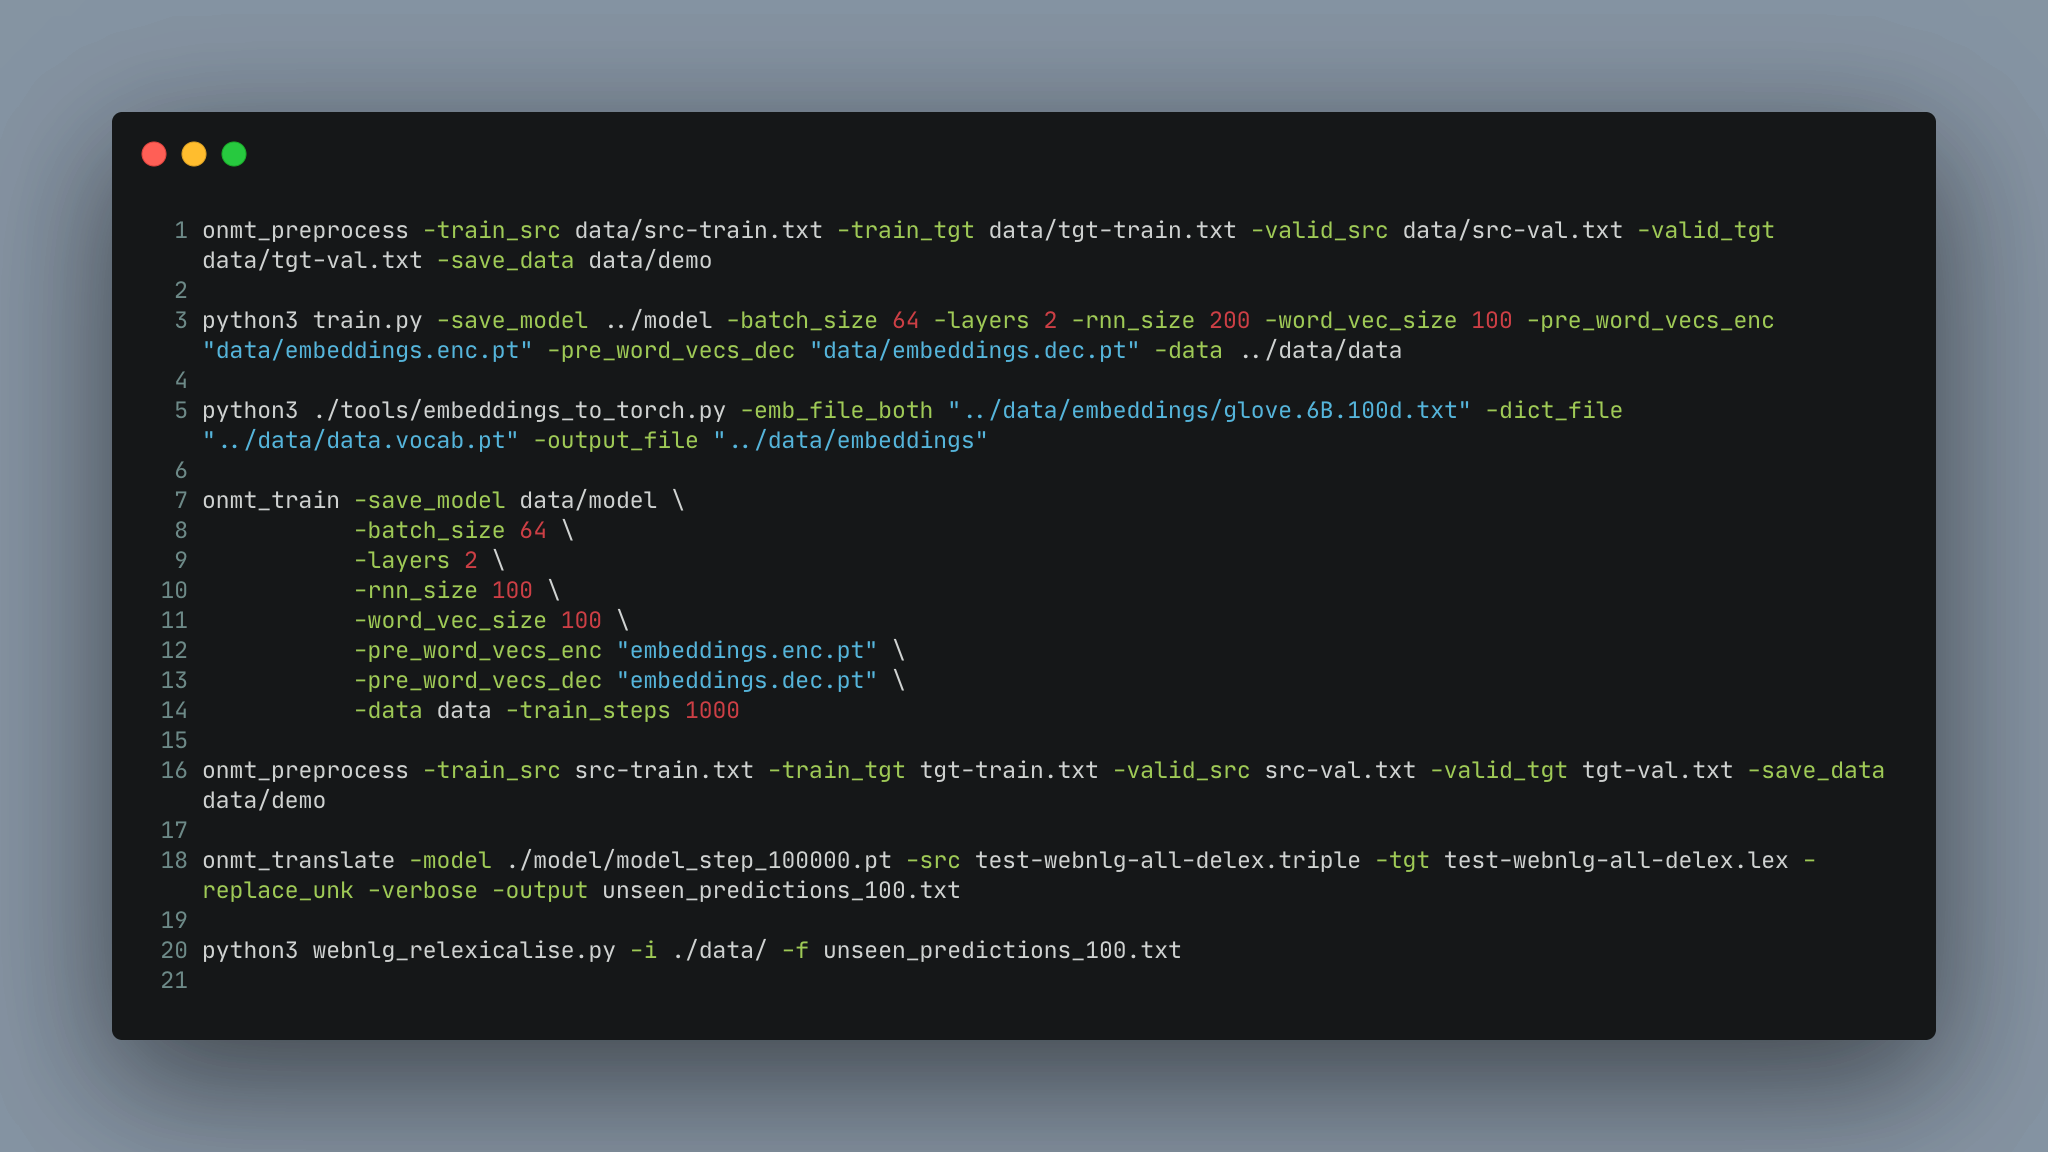 1 onmt_preprocess -train_src data/src-train.txt -train_tgt data/tgt-train.txt -valid_src data/src-val.txt -valid_tgt
data/tgt-val.txt -save_data data/demo
2
3 python3 train.py -save_model ../model -batch_size 64 -layers 2 -rnn_size 200 -word_vec_size 100 -pre_word_vecs_enc
"data/embeddings.enc.pt" -pre_word_vecs_dec "data/embeddings.dec.pt" -data ../data/data
4
5 python3 ./tools/embeddings_to_torch.py -emb_file_both "../data/embeddings/glove.6B.100d.txt" -dict_file
"../data/data.vocab.pt" -output_file "../data/embeddings"
6
7 onmt_train -save_model data/model \
8            -batch_size 64 \
9            -layers 2 \
10            -rnn_size 100 \
11            -word_vec_size 100 \
12            -pre_word_vecs_enc "embeddings.enc.pt" \
13            -pre_word_vecs_dec "embeddings.dec.pt" \
14            -data data -train_steps 1000
15
16 onmt_preprocess -train_src src-train.txt -train_tgt tgt-train.txt -valid_src src-val.txt -valid_tgt tgt-val.txt -save_data
data/demo
17
18 onmt_translate -model ./model/model_step_100000.pt -src test-webnlg-all-delex.triple -tgt test-webnlg-all-delex.lex -
replace_unk -verbose -output unseen_predictions_100.txt
19
20 python3 webnlg_relexicalise.py -i ./data/ -f unseen_predictions_100.txt
21